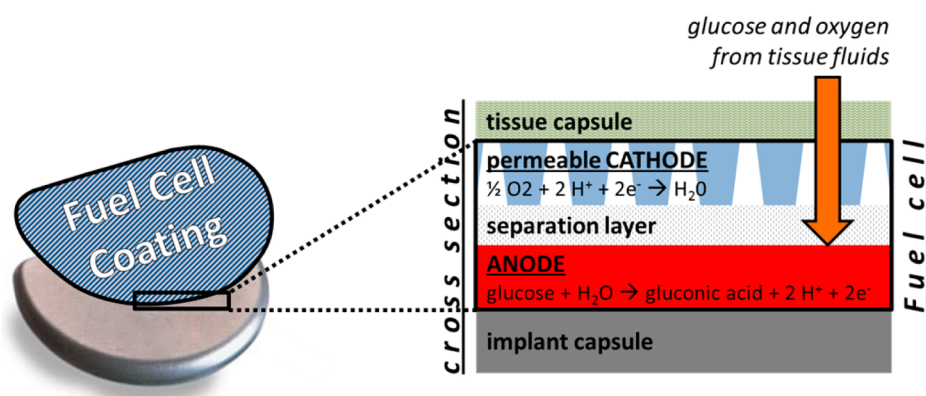 glucose and oxygen
from tissue fluids
Fuel Cell
Coating
cross section
tissue capsule
permeable CATHODE
½ O2 + 2 H⁺ + 2e⁻ → H₂0
separation layer
ANODE
glucose + H₂O → gluconic acid + 2 H⁺ + 2e⁻
implant capsule
Fuel cell